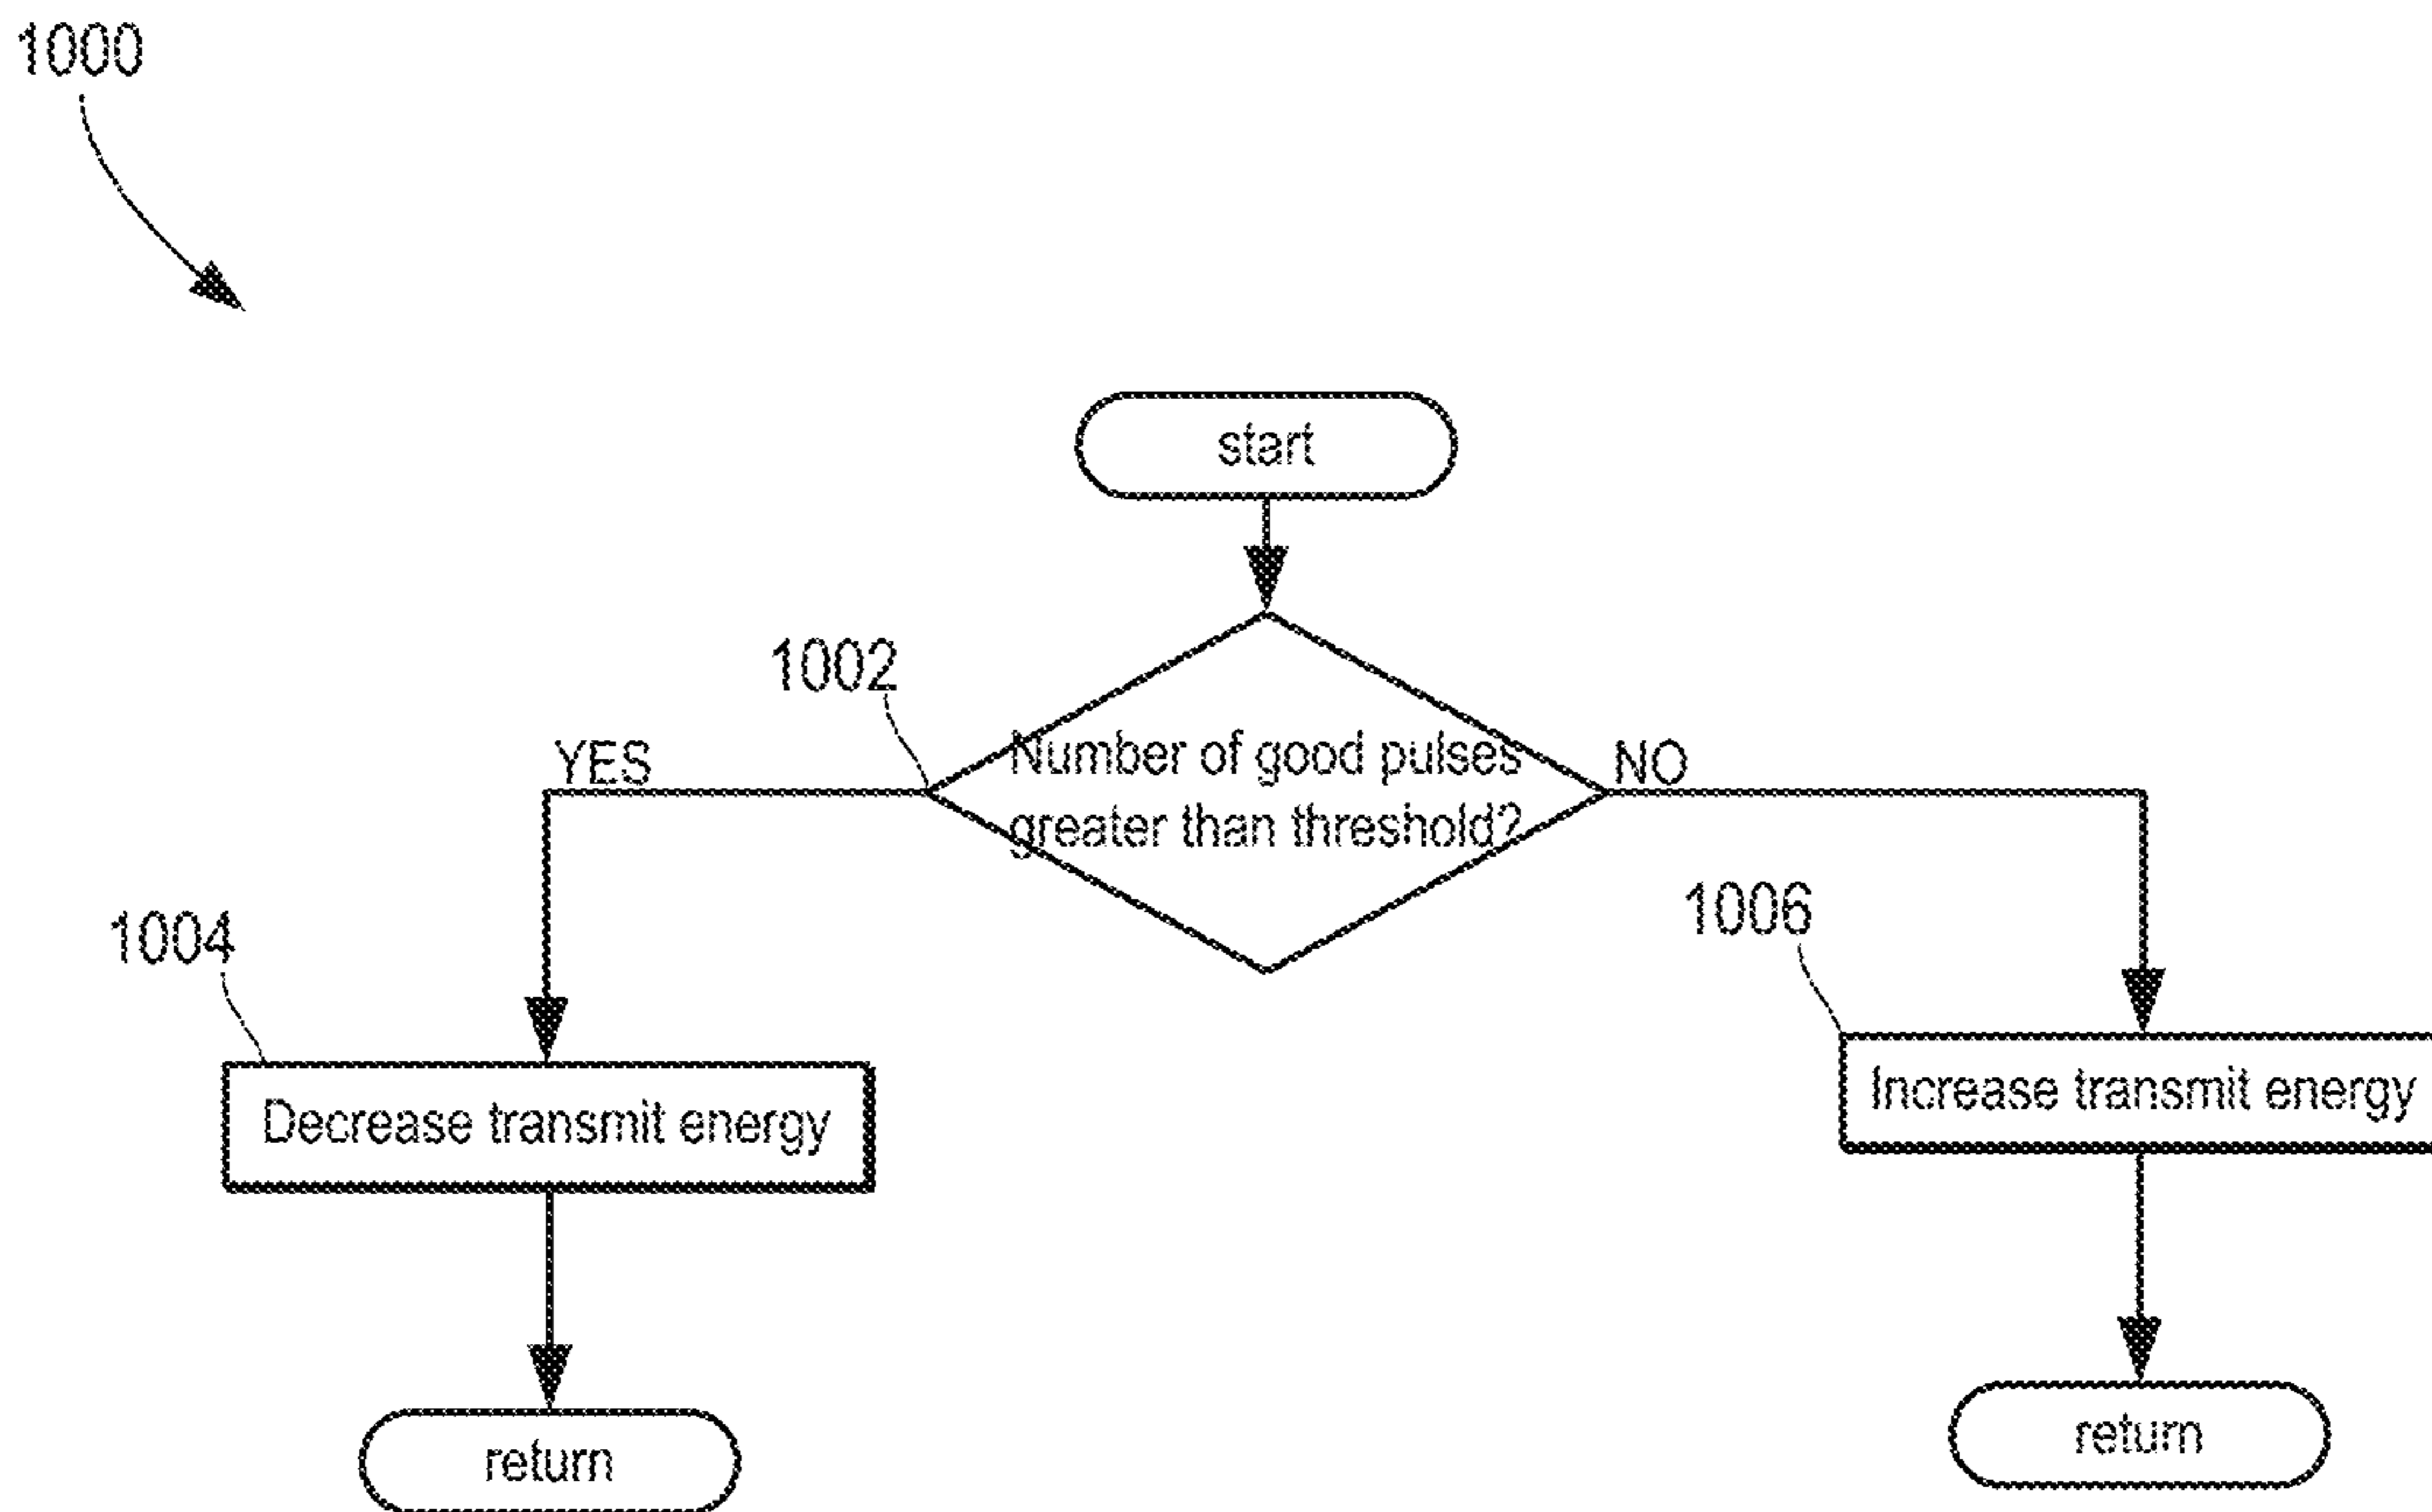 1000
start
1002
Number of good pulses
greater than threshold?
YES
NO
1004
Decrease transmit energy
1006
Increase transmit energy
return
return